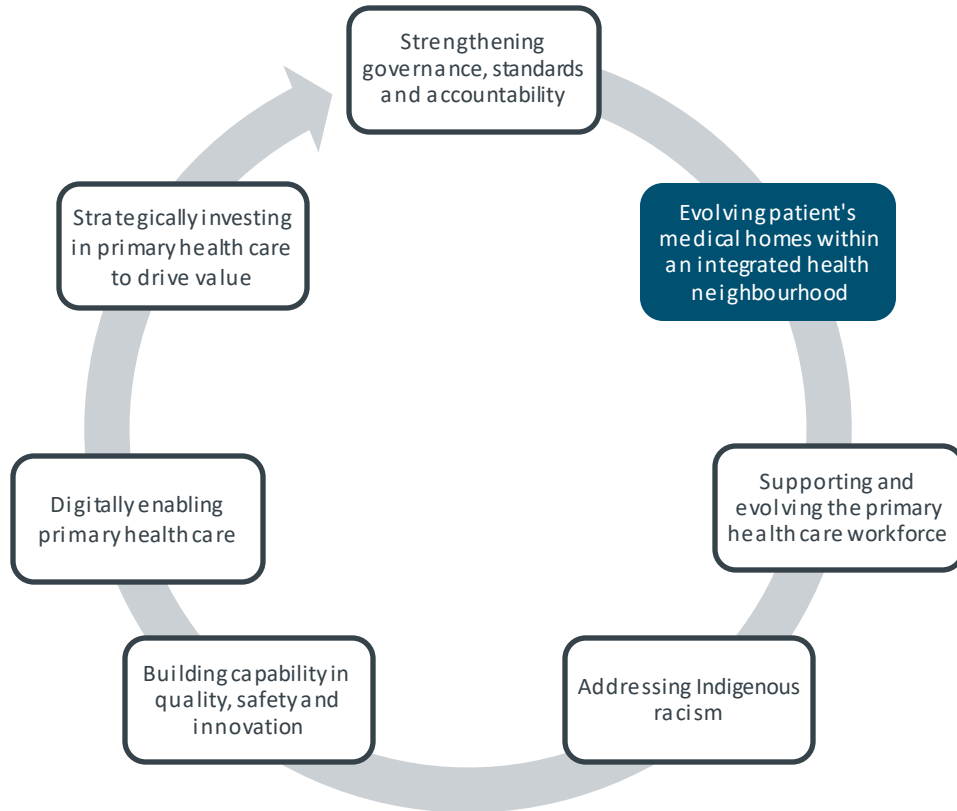 Strengthening
governance, standards
and accountability
Evolving patient's
medical homes within
an integrated health
neighbourhood
Supporting and
evolving the primary
health care workforce
Addressing Indigenous
racism
Building capability in
quality, safety and
innovation
Digitally enabling
primary health care
Strategically investing
in primary health care
to drive value